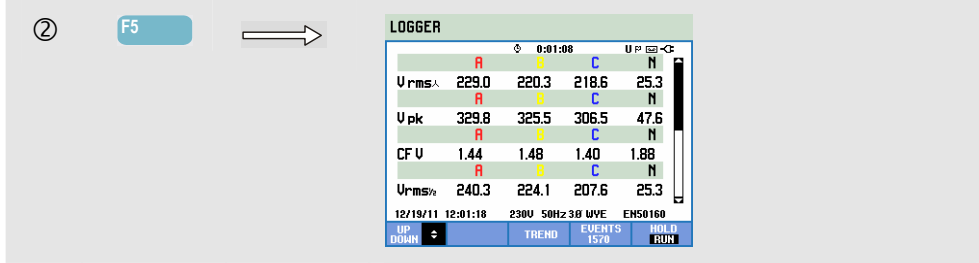 ② F5
LOGGER
0:01:08 U
A B C N
V rms 229.0 220.3 218.6 25.3
A B C N
V pk 329.8 325.5 306.5 47.6
A B C N
CF V 1.44 1.48 1.40 1.88
A B C N
Vrms½ 240.3 224.1 207.6 25.3
12/19/11 12:01:18 230V 50Hz 3Ø WYE EN50160
UP DOWN TREND EVENTS 1570 HOLD RUN